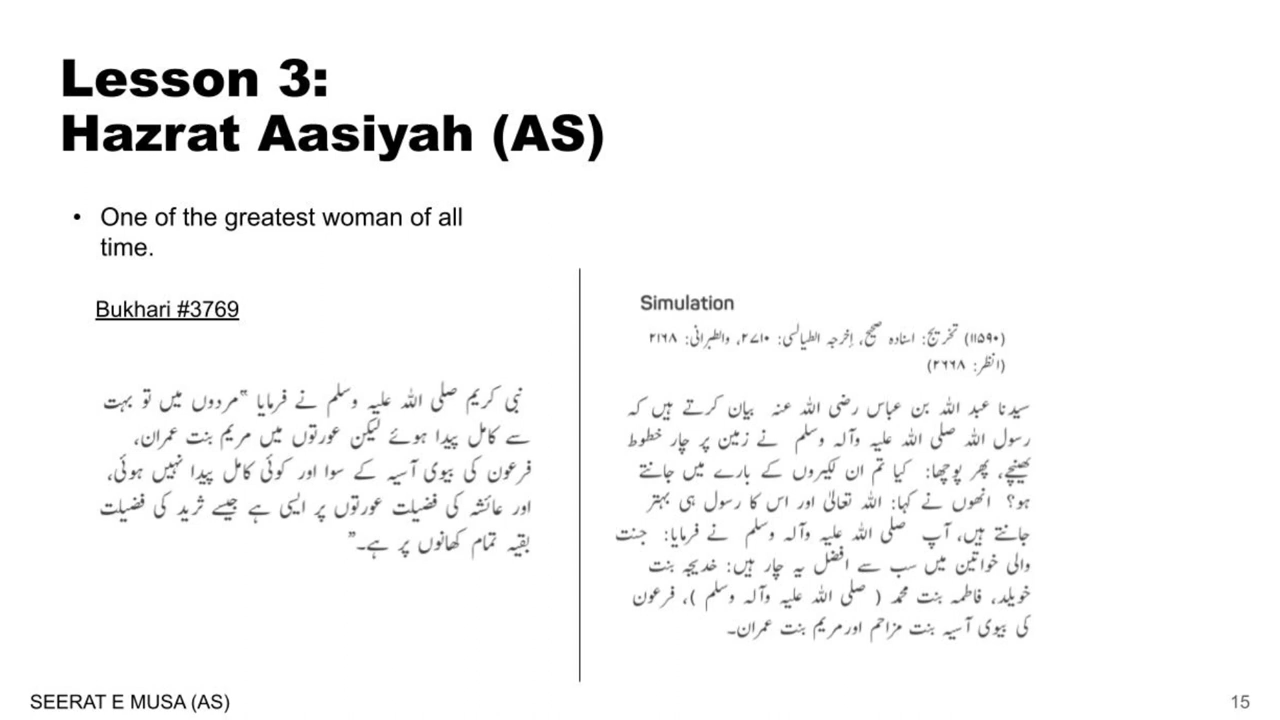 Lesson 3:
Hazrat Aasiyah (AS)
• One of the greatest woman of all
time.
Bukhari #3769
نبی کریم صلی اللہ علیہ وسلم نے فرمایا ”مردوں میں تو بہت
سے کامل پیدا ہوئے لیکن عورتوں میں مریم بنت عمران،
فرعون کی بیوی آسیہ کے سوا اور کوئی کامل پیدا نہیں ہوئی،
اور عائشہ کی فضیلت عورتوں پر ایسی ہے جیسے ثرید کی فضیلت
بقیہ تمام کھانوں پر ہے۔”
Simulation
(۱۱۵۹۰) تخریج: اسنادہ صحیح، إخرجہ الطیالسی: ۲۷۱۰، والطبرانی: ۲۱۶۸
(انظر: ۲۶۶۸)
سیدنا عبد اللہ بن عباس رضی اللہ عنہ بیان کرتے ہیں کہ
رسول اللہ صلی اللہ علیہ وآلہ وسلم نے زمین پر چار خطوط
کھینچے، پھر پوچھا: کیا تم ان لکیروں کے بارے میں جانتے
ہو؟ انھوں نے کہا: اللہ تعالیٰ اور اس کا رسول ہی بہتر
جانتے ہیں، آپ صلی اللہ علیہ وآلہ وسلم نے فرمایا: جنت
والی خواتین میں سب سے افضل یہ چار ہیں: خدیجہ بنت
خویلد، فاطمہ بنت محمد ( صلی اللہ علیہ وآلہ وسلم )، فرعون
کی بیوی آسیہ بنت مزاحم اورمریم بنت عمران۔
SEERAT E MUSA (AS)
15